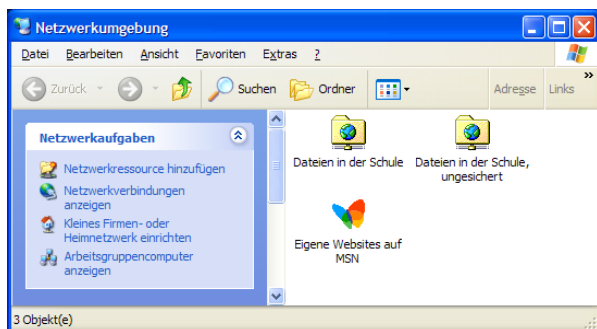 Netzwerkumgebung
Datei Bearbeiten Ansicht Favoriten Extras ?
Zurück Suchen Ordner Adresse Links »
Netzwerkaufgaben
Netzwerkressource hinzufügen
Netzwerkverbindungen
anzeigen
Kleines Firmen- oder
Heimnetzwerk einrichten
Arbeitsgruppencomputer
anzeigen
Dateien in der Schule
Dateien in der Schule,
ungesichert
Eigene Websites auf
MSN
3 Objekt(e)